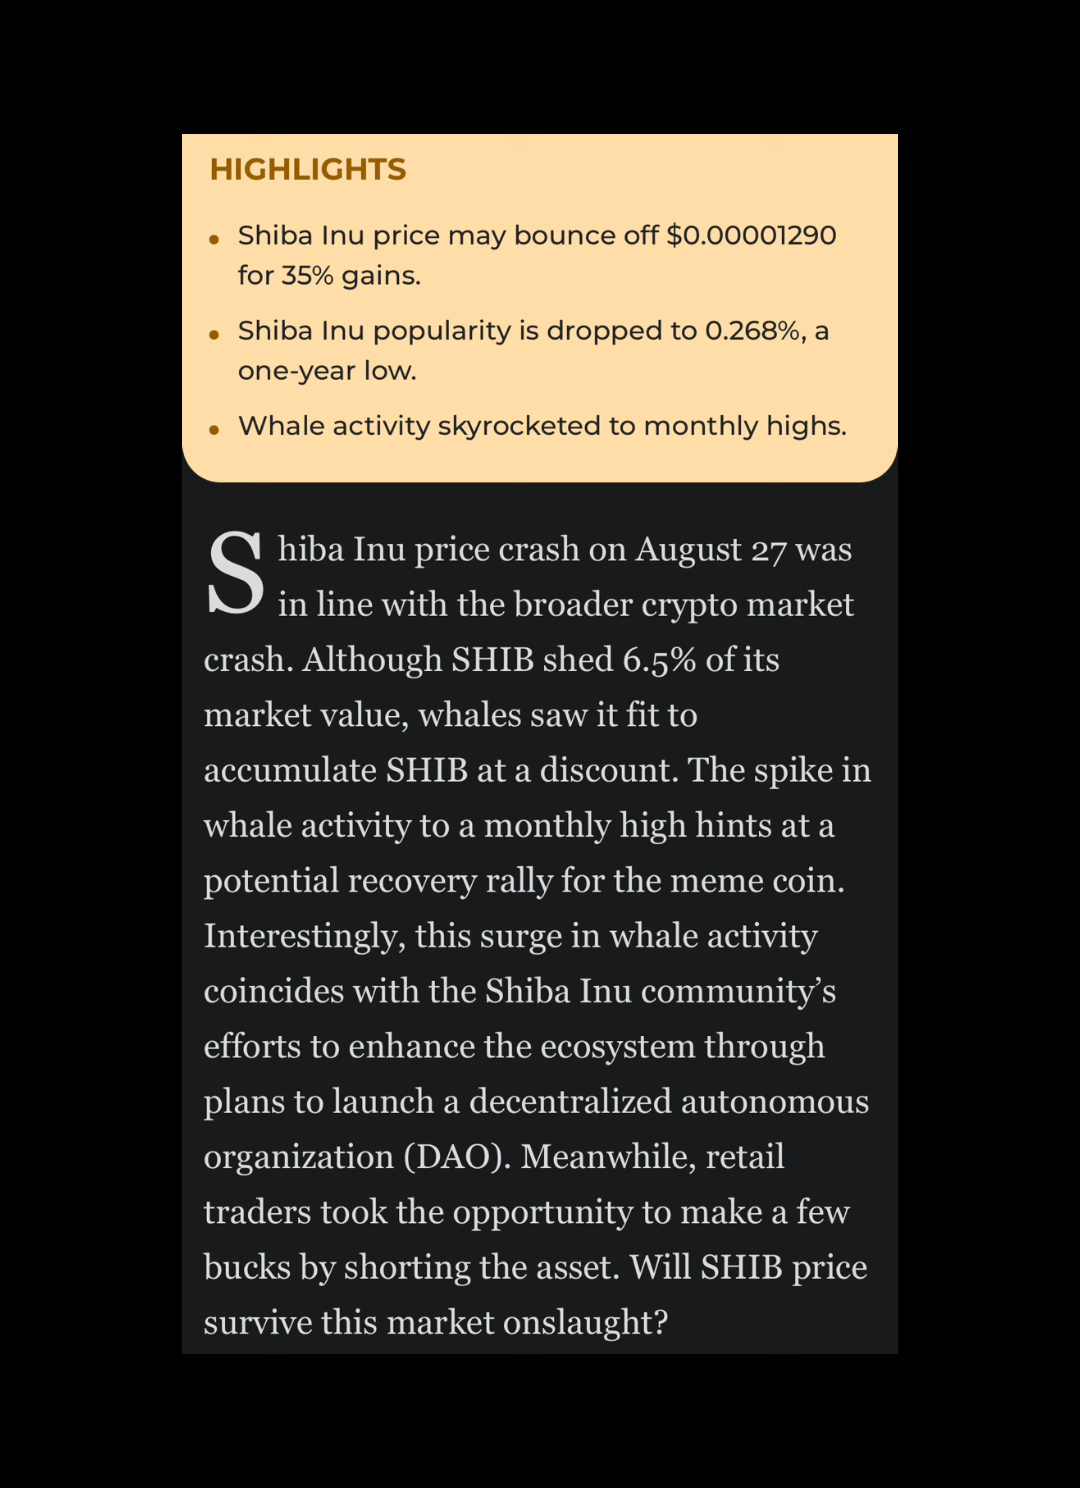 HIGHLIGHTS
• Shiba Inu price may bounce off $0.00001290
for 35% gains.
• Shiba Inu popularity is dropped to 0.268%, a
one-year low.
• Whale activity skyrocketed to monthly highs.
Shiba Inu price crash on August 27 was
in line with the broader crypto market
crash. Although SHIB shed 6.5% of its
market value, whales saw it fit to
accumulate SHIB at a discount. The spike in
whale activity to a monthly high hints at a
potential recovery rally for the meme coin.
Interestingly, this surge in whale activity
coincides with the Shiba Inu community’s
efforts to enhance the ecosystem through
plans to launch a decentralized autonomous
organization (DAO). Meanwhile, retail
traders took the opportunity to make a few
bucks by shorting the asset. Will SHIB price
survive this market onslaught?